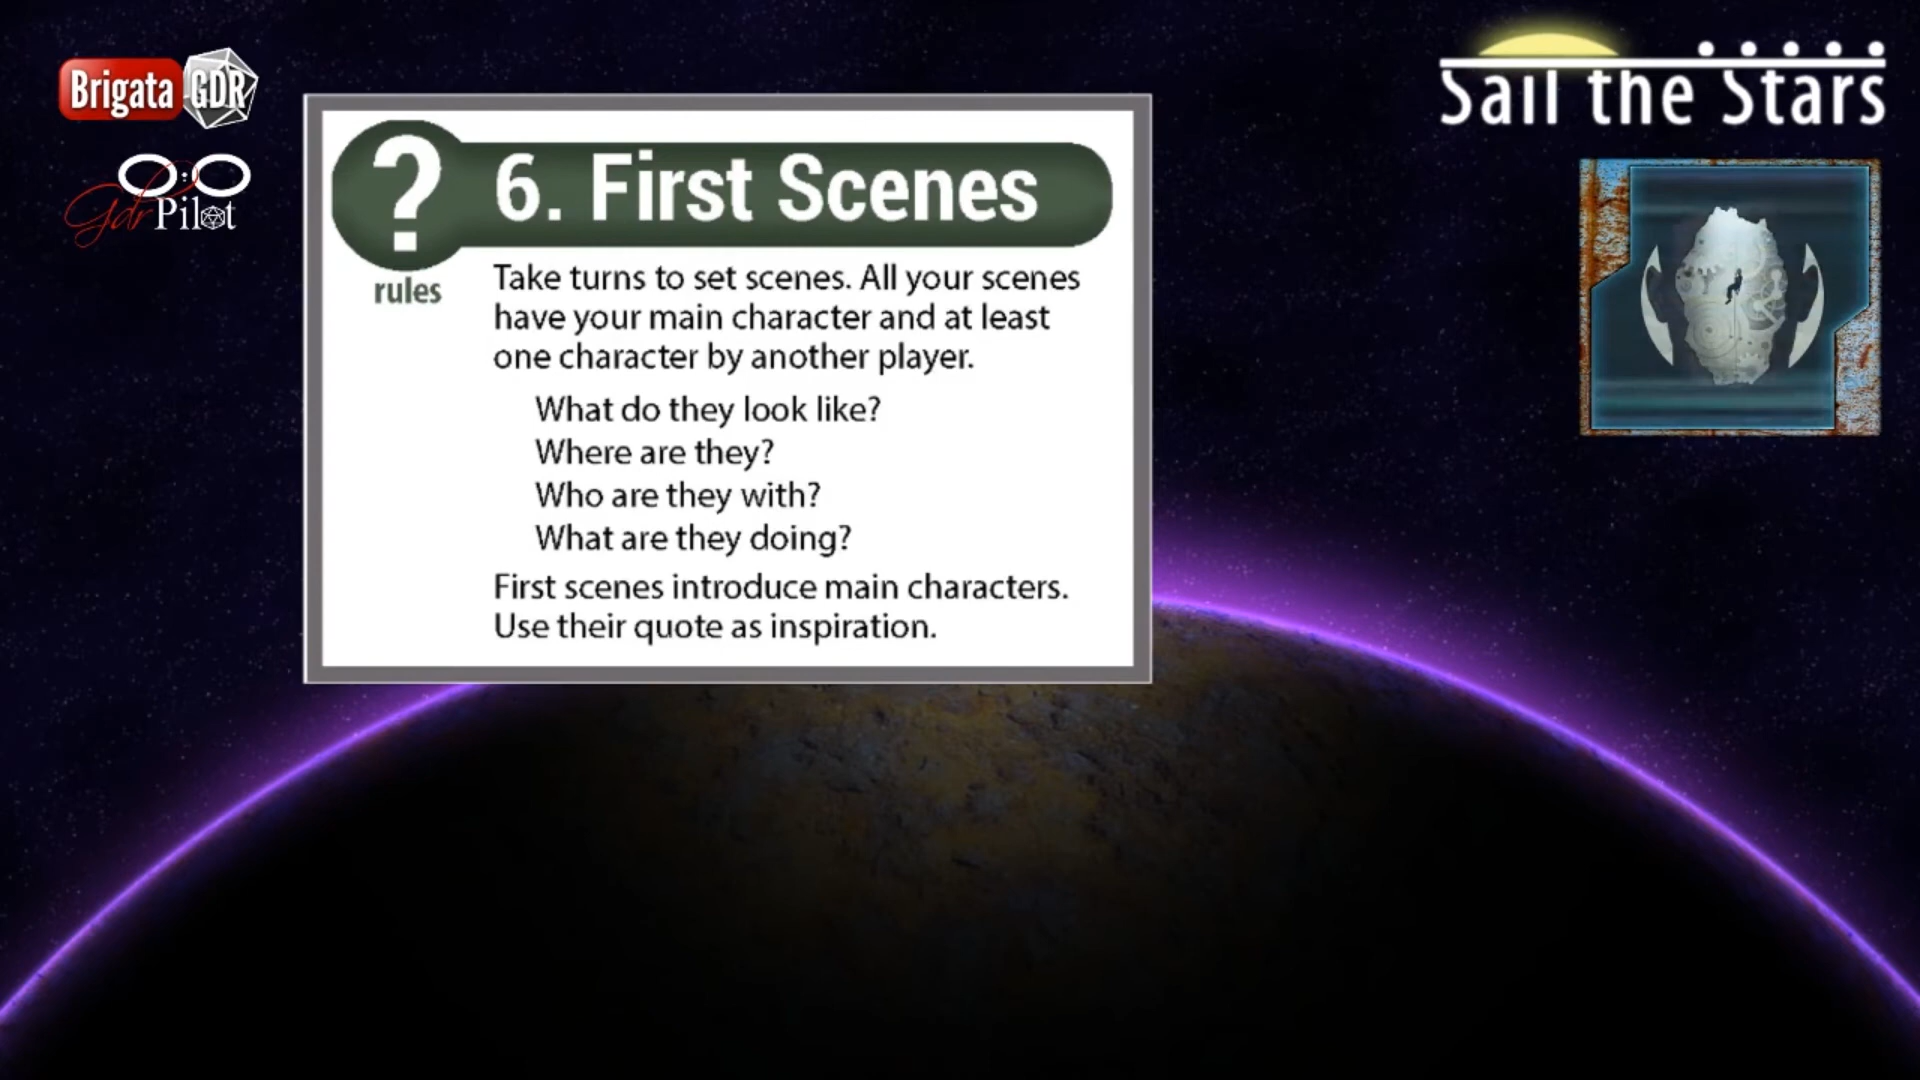 Brigata GDR
Gdr Pilot
Sail the Stars
?
6. First Scenes
rules
Take turns to set scenes. All your scenes
have your main character and at least
one character by another player.
What do they look like?
Where are they?
Who are they with?
What are they doing?
First scenes introduce main characters.
Use their quote as inspiration.